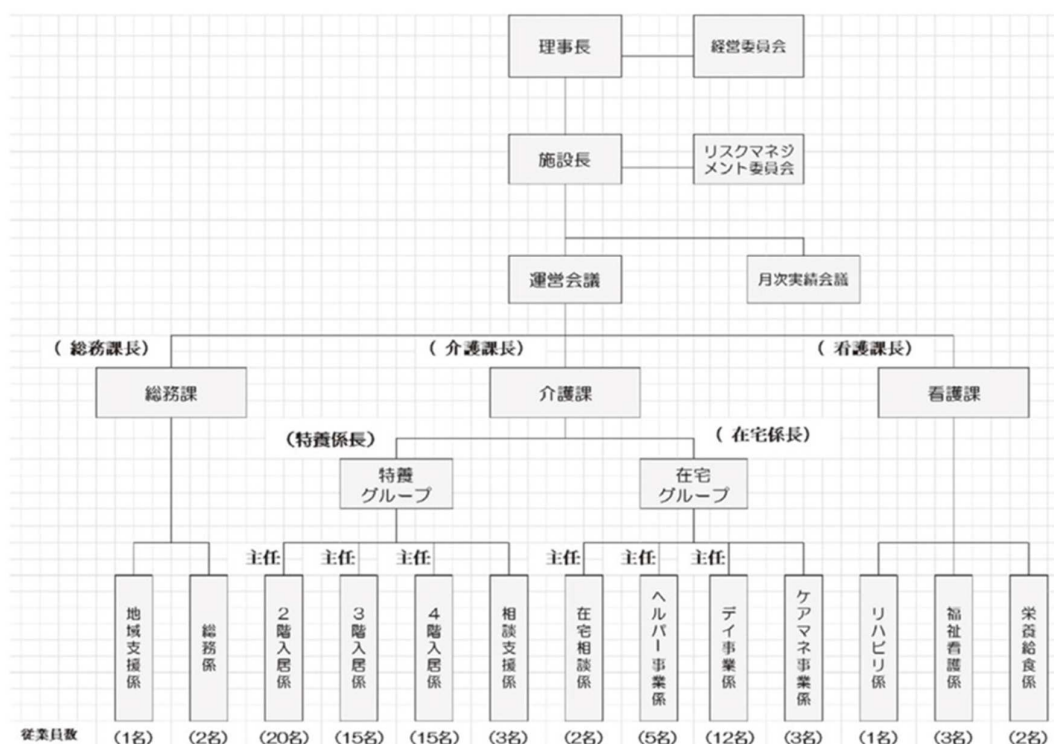 理事長
経営委員会
施設長
リスクマネジ
メント委員会
運営会議
月次実績会議
( 総務課長)
( 介護課長)
( 看護課長)
総務課
介護課
看護課
(特養係長)
( 在宅係長)
特養
グループ
在宅
グループ
主任
主任
主任
主任
主任
主任
地域支援係
総務係
2階入居係
3階入居係
4階入居係
相談支援係
在宅相談係
ヘルパー事業係
デイ事業係
ケアマネ事業係
リハビリ係
福祉看護係
栄養給食係
従業員数
(1名)
(2名)
(20名)
(15名)
(15名)
(3名)
(2名)
(5名)
(12名)
(3名)
(1名)
(3名)
(2名)